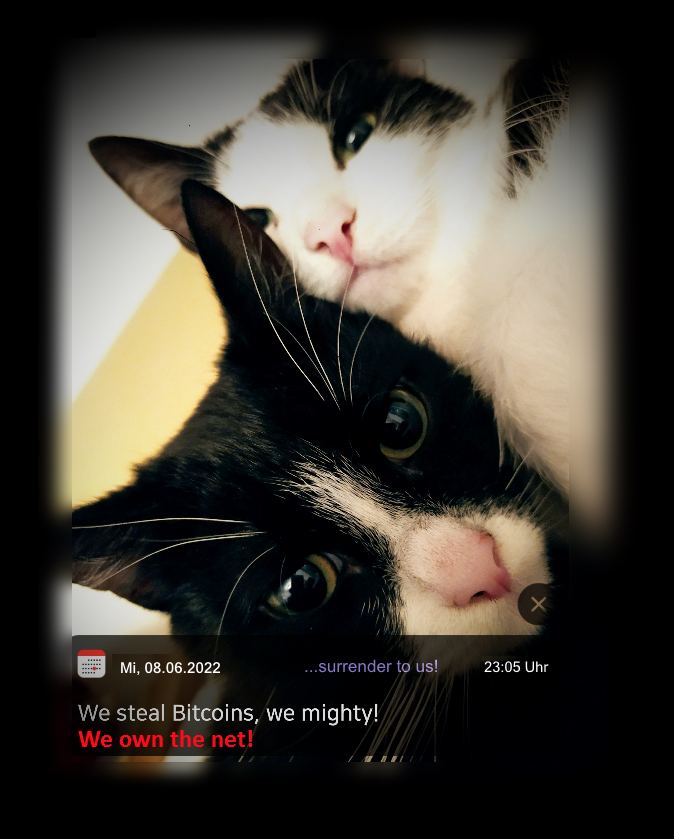 Mi, 08.06.2022 ...surrender to us! 23:05 Uhr
We steal Bitcoins, we mighty!
We own the net!